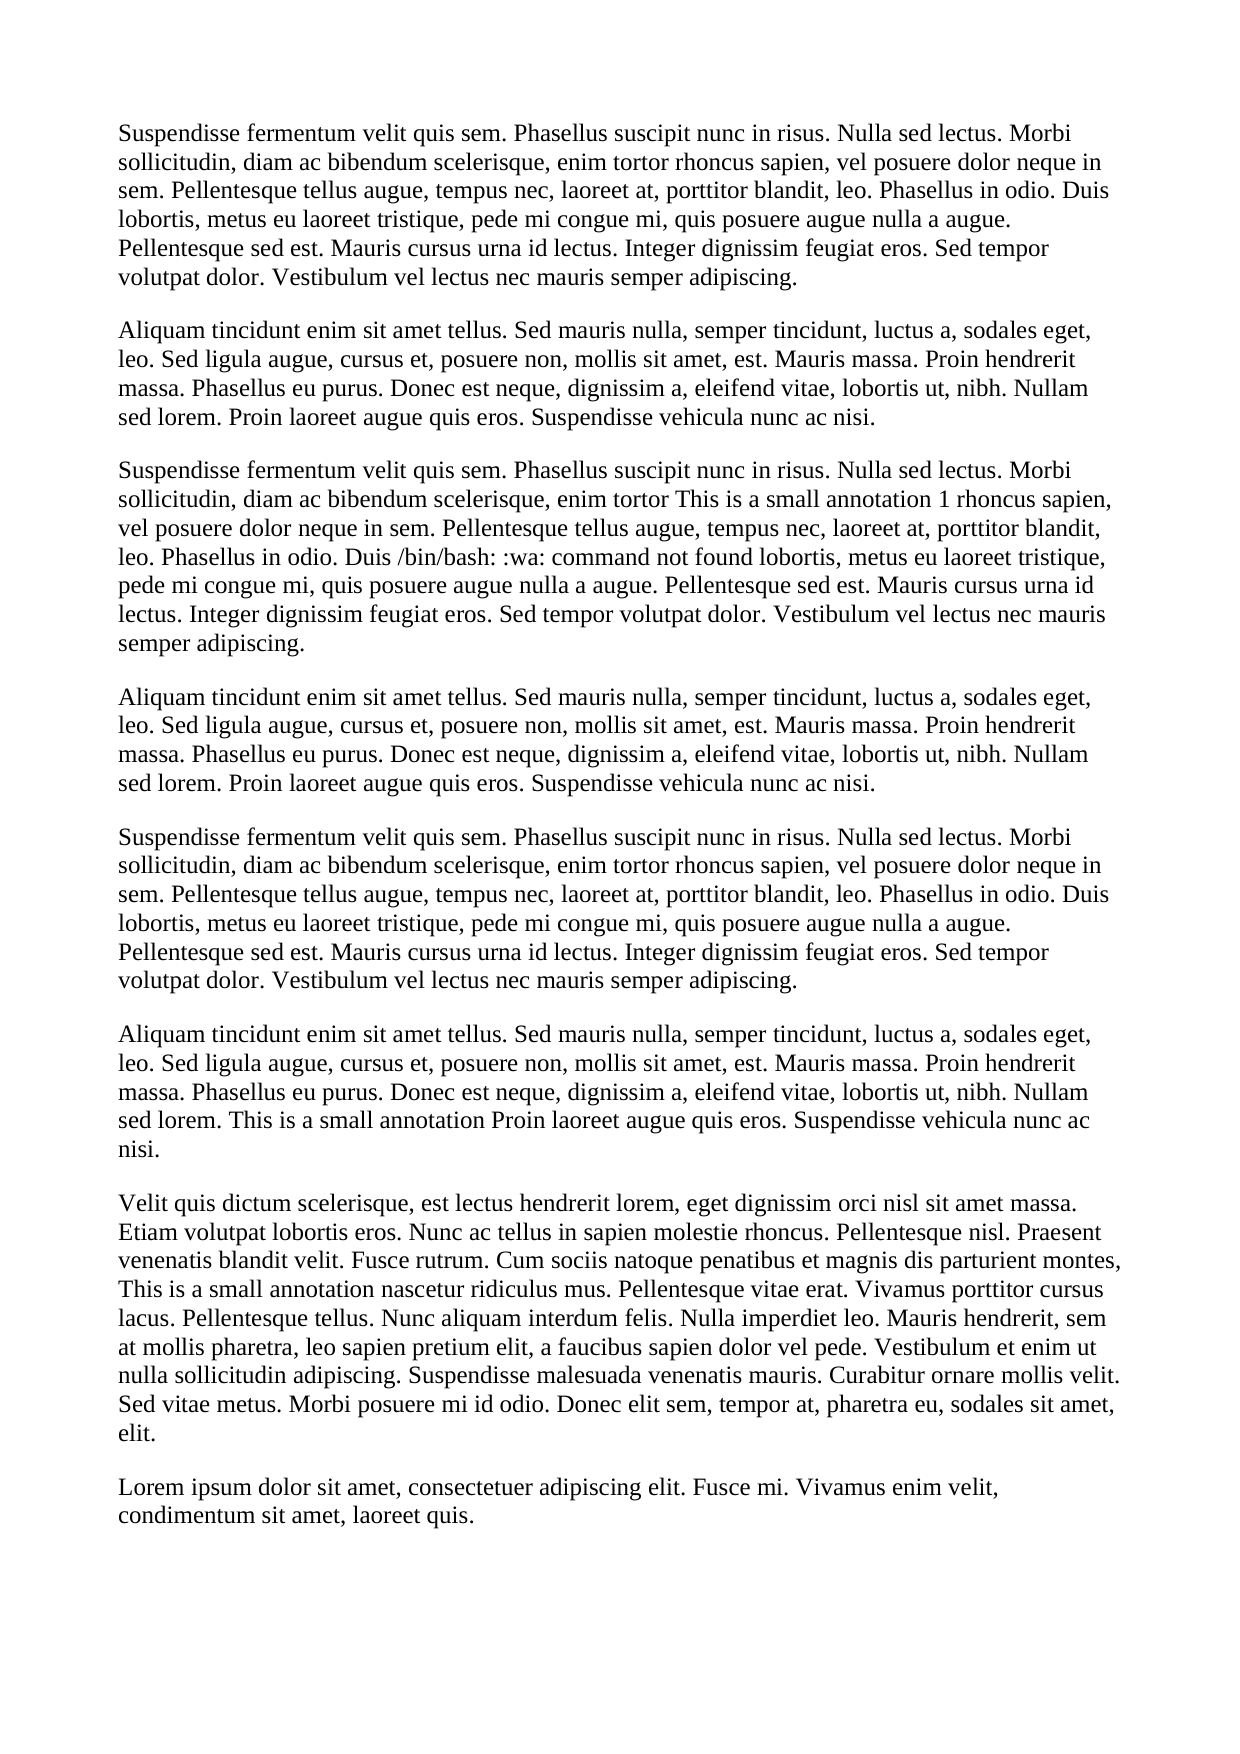 Suspendisse fermentum velit quis sem. Phasellus suscipit nunc in risus. Nulla sed lectus. Morbi
sollicitudin, diam ac bibendum scelerisque, enim tortor rhoncus sapien, vel posuere dolor neque in
sem. Pellentesque tellus augue, tempus nec, laoreet at, porttitor blandit, leo. Phasellus in odio. Duis
lobortis, metus eu laoreet tristique, pede mi congue mi, quis posuere augue nulla a augue.
Pellentesque sed est. Mauris cursus urna id lectus. Integer dignissim feugiat eros. Sed tempor
volutpat dolor. Vestibulum vel lectus nec mauris semper adipiscing.
Aliquam tincidunt enim sit amet tellus. Sed mauris nulla, semper tincidunt, luctus a, sodales eget,
leo. Sed ligula augue, cursus et, posuere non, mollis sit amet, est. Mauris massa. Proin hendrerit
massa. Phasellus eu purus. Donec est neque, dignissim a, eleifend vitae, lobortis ut, nibh. Nullam
sed lorem. Proin laoreet augue quis eros. Suspendisse vehicula nunc ac nisi.
Suspendisse fermentum velit quis sem. Phasellus suscipit nunc in risus. Nulla sed lectus. Morbi
sollicitudin, diam ac bibendum scelerisque, enim tortor This is a small annotation 1 rhoncus sapien,
vel posuere dolor neque in sem. Pellentesque tellus augue, tempus nec, laoreet at, porttitor blandit,
leo. Phasellus in odio. Duis /bin/bash: :wa: command not found lobortis, metus eu laoreet tristique,
pede mi congue mi, quis posuere augue nulla a augue. Pellentesque sed est. Mauris cursus urna id
lectus. Integer dignissim feugiat eros. Sed tempor volutpat dolor. Vestibulum vel lectus nec mauris
semper adipiscing.
Aliquam tincidunt enim sit amet tellus. Sed mauris nulla, semper tincidunt, luctus a, sodales eget,
leo. Sed ligula augue, cursus et, posuere non, mollis sit amet, est. Mauris massa. Proin hendrerit
massa. Phasellus eu purus. Donec est neque, dignissim a, eleifend vitae, lobortis ut, nibh. Nullam
sed lorem. Proin laoreet augue quis eros. Suspendisse vehicula nunc ac nisi.
Suspendisse fermentum velit quis sem. Phasellus suscipit nunc in risus. Nulla sed lectus. Morbi
sollicitudin, diam ac bibendum scelerisque, enim tortor rhoncus sapien, vel posuere dolor neque in
sem. Pellentesque tellus augue, tempus nec, laoreet at, porttitor blandit, leo. Phasellus in odio. Duis
lobortis, metus eu laoreet tristique, pede mi congue mi, quis posuere augue nulla a augue.
Pellentesque sed est. Mauris cursus urna id lectus. Integer dignissim feugiat eros. Sed tempor
volutpat dolor. Vestibulum vel lectus nec mauris semper adipiscing.
Aliquam tincidunt enim sit amet tellus. Sed mauris nulla, semper tincidunt, luctus a, sodales eget,
leo. Sed ligula augue, cursus et, posuere non, mollis sit amet, est. Mauris massa. Proin hendrerit
massa. Phasellus eu purus. Donec est neque, dignissim a, eleifend vitae, lobortis ut, nibh. Nullam
sed lorem. This is a small annotation Proin laoreet augue quis eros. Suspendisse vehicula nunc ac
nisi.
Velit quis dictum scelerisque, est lectus hendrerit lorem, eget dignissim orci nisl sit amet massa.
Etiam volutpat lobortis eros. Nunc ac tellus in sapien molestie rhoncus. Pellentesque nisl. Praesent
venenatis blandit velit. Fusce rutrum. Cum sociis natoque penatibus et magnis dis parturient montes,
This is a small annotation nascetur ridiculus mus. Pellentesque vitae erat. Vivamus porttitor cursus
lacus. Pellentesque tellus. Nunc aliquam interdum felis. Nulla imperdiet leo. Mauris hendrerit, sem
at mollis pharetra, leo sapien pretium elit, a faucibus sapien dolor vel pede. Vestibulum et enim ut
nulla sollicitudin adipiscing. Suspendisse malesuada venenatis mauris. Curabitur ornare mollis velit.
Sed vitae metus. Morbi posuere mi id odio. Donec elit sem, tempor at, pharetra eu, sodales sit amet,
elit.
Lorem ipsum dolor sit amet, consectetuer adipiscing elit. Fusce mi. Vivamus enim velit,
condimentum sit amet, laoreet quis.